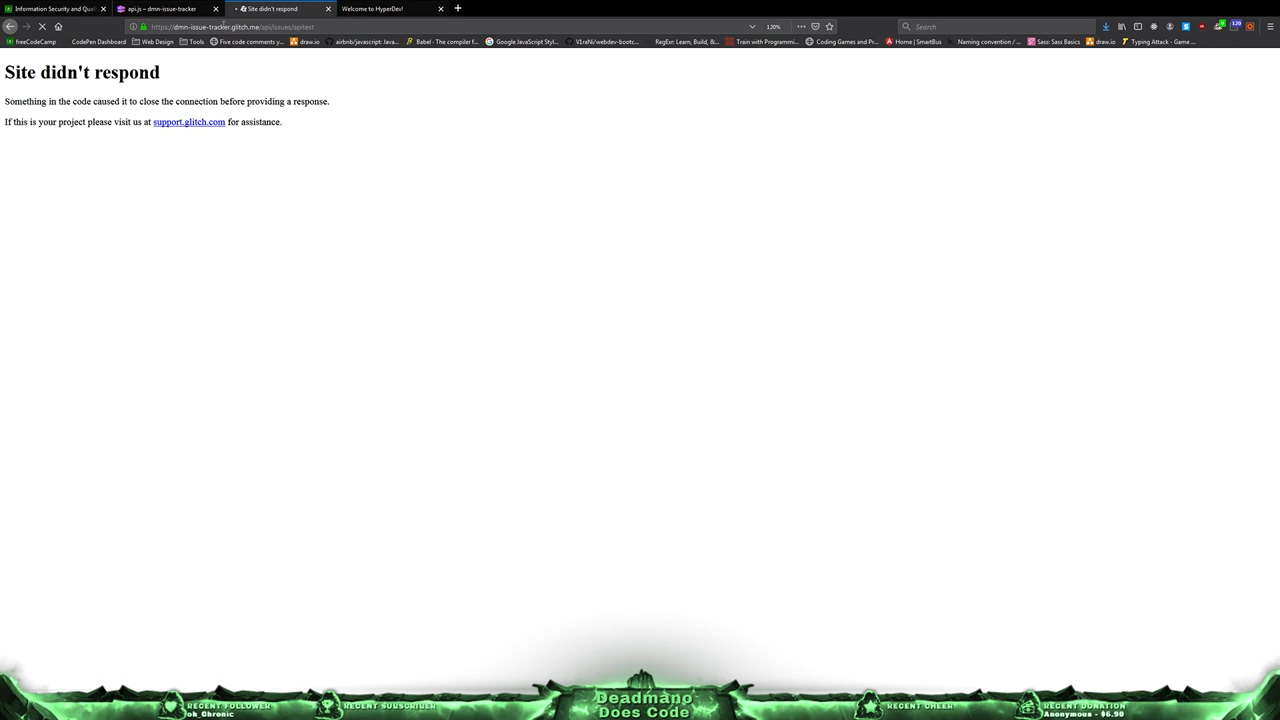 Information Security and Quali
api.js – dmn-issue-tracker
Site didn't respond
Welcome to HyperDev!
https://dmn-issue-tracker.glitch.me/api/issues/apitest
120%
Search
0
120
freeCodeCamp
CodePen Dashboard
Web Design
Tools
Five code comments y...
draw.io
airbnb/javascript: Java...
Babel · The compiler f...
Google JavaScript Styl...
V1raNi/webdev-bootc...
RegExr: Learn, Build, &...
Train with Programmi...
Coding Games and Pr...
Home | SmartBus
Naming convention / ...
Sass: Sass Basics
draw.io
Typing Attack - Game ...
Site didn't respond
Something in the code caused it to close the connection before providing a response.
If this is your project please visit us at support.glitch.com for assistance.
RECENT FOLLOWER
oh_Chronic
RECENT SUBSCRIBER
Deadmano
Does Code
RECENT CHEER
RECENT DONATION
Anonymous - $6.90